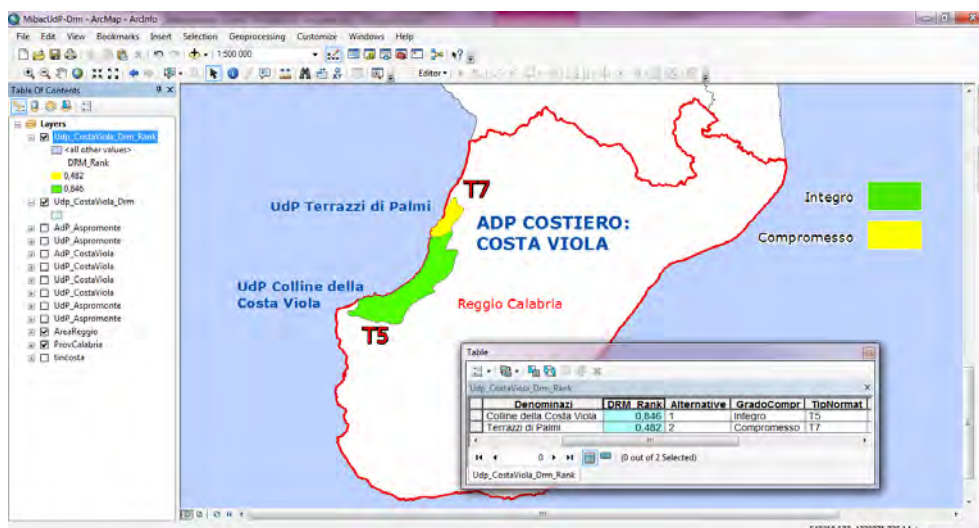 MibacUdP-Drm - ArcMap - ArcInfo
File Edit View Bookmarks Insert Selection Geoprocessing Customize Windows Help
1:500 000
Editor
Table Of Contents
Layers
Udp_CostaViola_Drm_Rank
<all other values>
DRM_Rank
0,482
0,846
Udp_CostaViola_Drm
AdP_Aspromonte
UdP_Aspromonte
AdP_CostaViola
UdP_CostaViola
UdP_CostaViola
UdP_CostaViola
UdP_Aspromonte
UdP_Aspromonte
AreaReggio
ProvCalabria
tincosta
T7
UdP Terrazzi di Palmi
ADP COSTIERO:
COSTA VIOLA
UdP Colline della
Costa Viola
T5
Reggio Calabria
Integro
Compromesso
Table
Udp_CostaViola_Drm_Rank
Denominazi DRM_Rank Alternative GradoCompr TipNormat
Colline della Costa Viola 0,846 1 Integro T5
Terrazzi di Palmi 0,482 2 Compromesso T7
0 (0 out of 2 Selected)
Udp_CostaViola_Drm_Rank